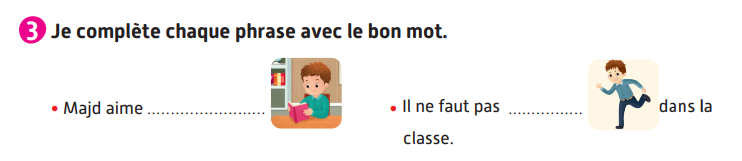 3 Je complète chaque phrase avec le bon mot.
• Majd aime ........................
• Il ne faut pas ............... dans la
classe.